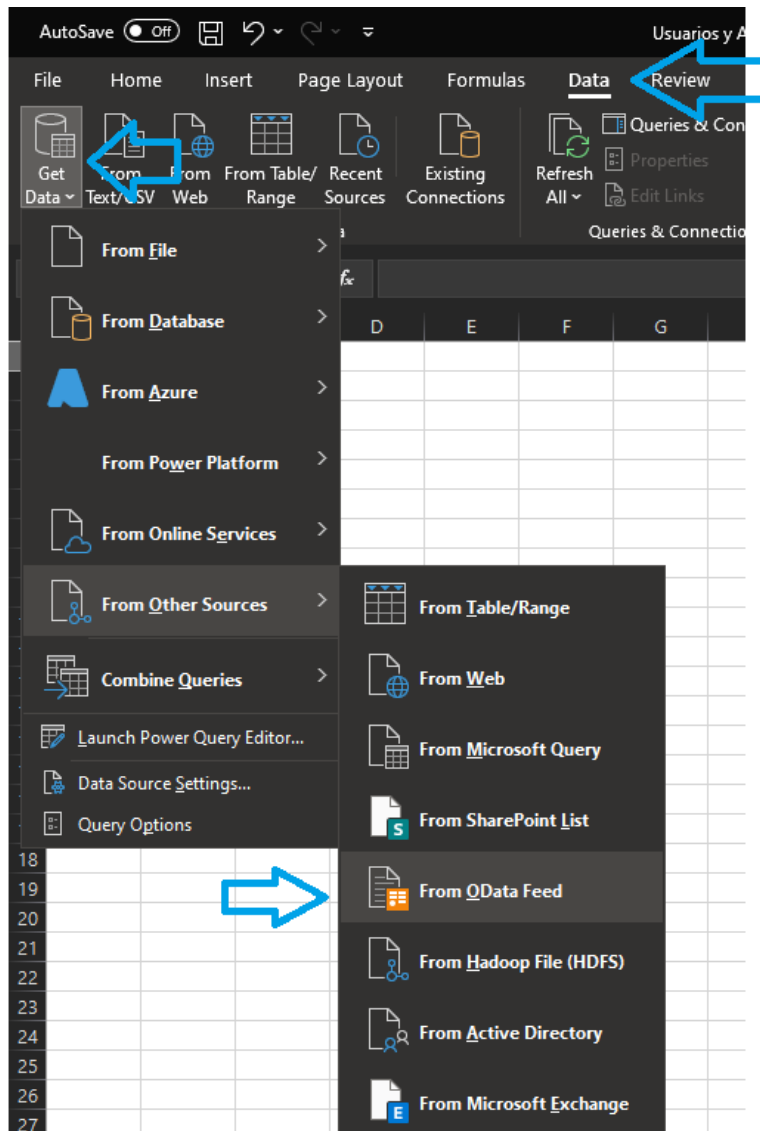 AutoSave Off Usuarios y A
File Home Insert Page Layout Formulas Data Review
Get Data
From Text/CSV
From Web
From Table/ Range
Recent Sources
Existing Connections
Refresh All
Queries & Con
Properties
Edit Links
Queries & Connectio
fx
D E F G
From File
From Database
From Azure
From Power Platform
From Online Services
From Other Sources
Combine Queries
Launch Power Query Editor...
Data Source Settings...
Query Options
From Table/Range
From Web
From Microsoft Query
S
From SharePoint List
From OData Feed
From Hadoop File (HDFS)
From Active Directory
E
From Microsoft Exchange
18
19
20
21
22
23
24
25
26
27